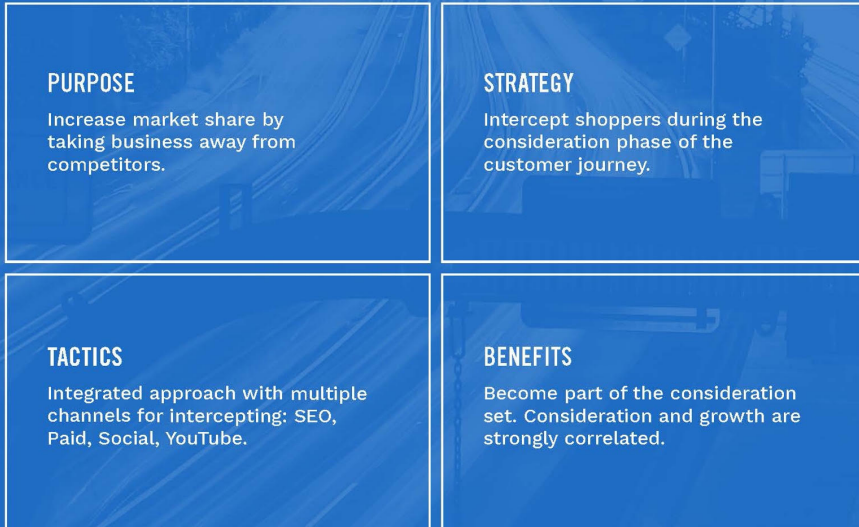 PURPOSE
Increase market share by
taking business away from
competitors.
STRATEGY
Intercept shoppers during the
consideration phase of the
customer journey.
TACTICS
Integrated approach with multiple
channels for intercepting: SEO,
Paid, Social, YouTube.
BENEFITS
Become part of the consideration
set. Consideration and growth are
strongly correlated.